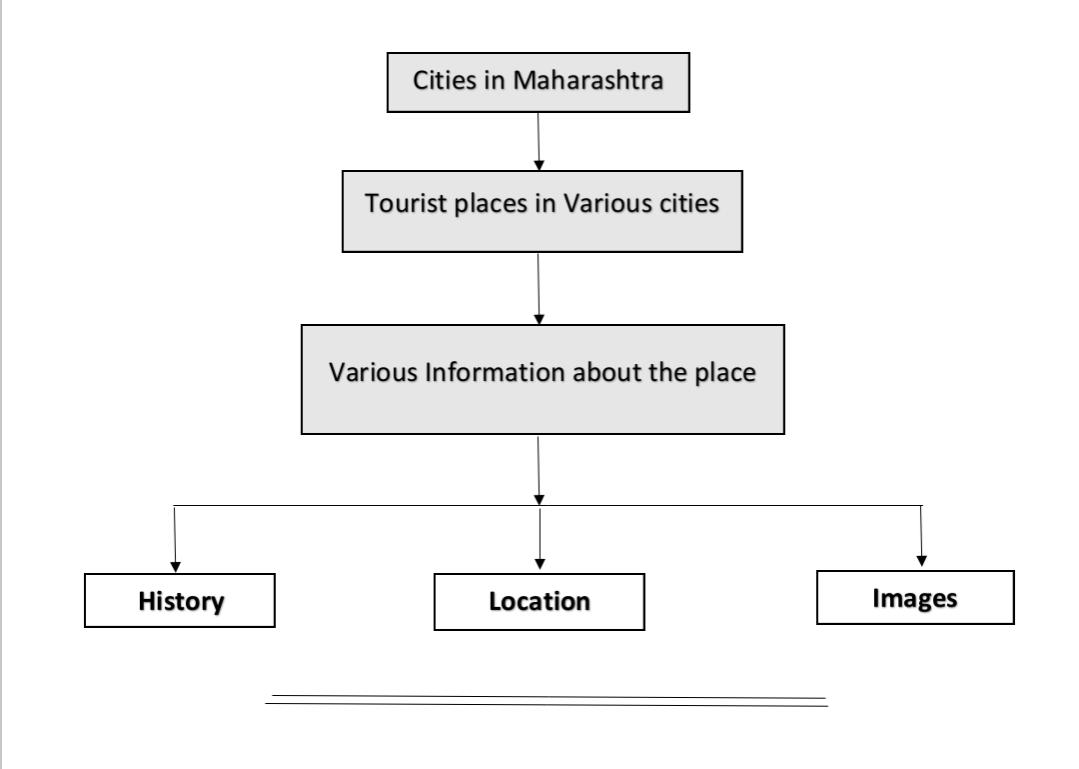 Cities in Maharashtra
Tourist places in Various cities
Various Information about the place
History
Location
Images